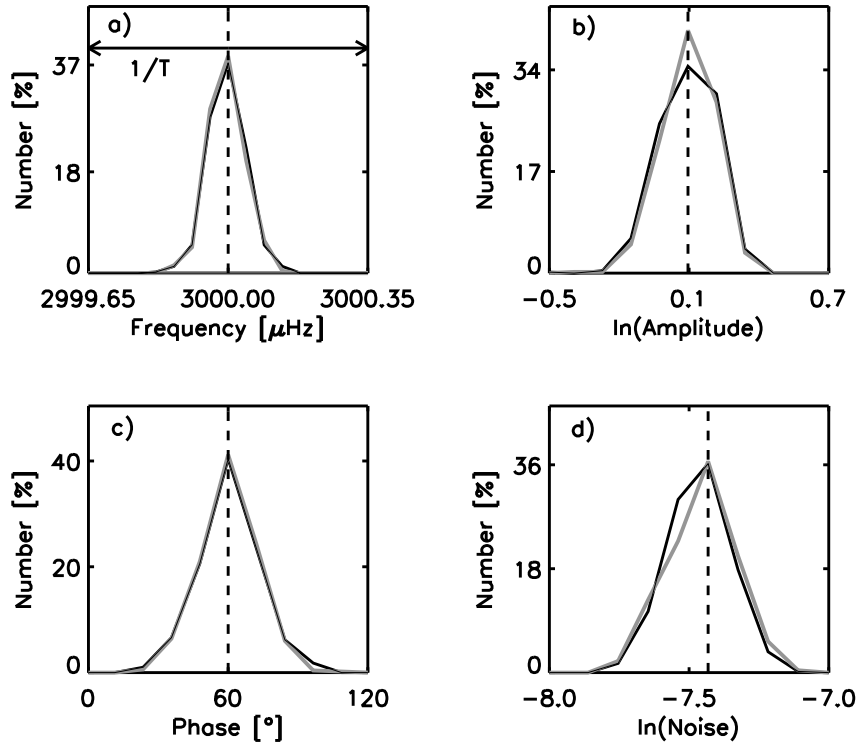 a)
1/T
37
18
0
Number [%]
2999.65 3000.00 3000.35
Frequency [μHz]
b)
34
17
0
Number [%]
−0.5 0.1 0.7
ln(Amplitude)
c)
40
20
0
Number [%]
0 60 120
Phase [°]
d)
36
18
0
Number [%]
−8.0 −7.5 −7.0
ln(Noise)